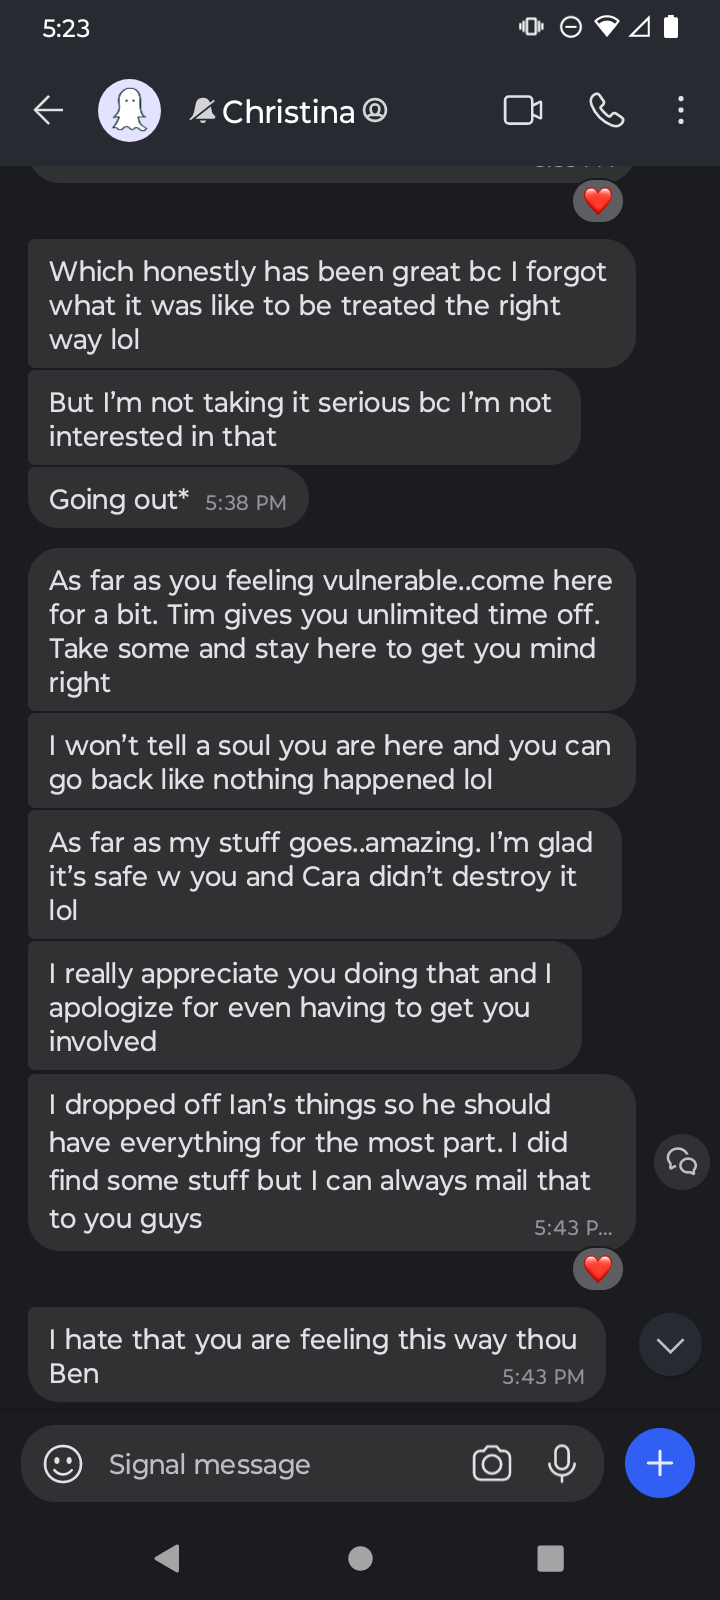 5:23
Christina
Which honestly has been great bc I forgot
what it was like to be treated the right
way lol
But I’m not taking it serious bc I’m not
interested in that
Going out* 5:38 PM
As far as you feeling vulnerable..come here
for a bit. Tim gives you unlimited time off.
Take some and stay here to get you mind
right
I won’t tell a soul you are here and you can
go back like nothing happened lol
As far as my stuff goes..amazing. I’m glad
it’s safe w you and Cara didn’t destroy it
lol
I really appreciate you doing that and I
apologize for even having to get you
involved
I dropped off Ian’s things so he should
have everything for the most part. I did
find some stuff but I can always mail that
to you guys
5:43 P...
I hate that you are feeling this way thou
Ben
5:43 PM
Signal message